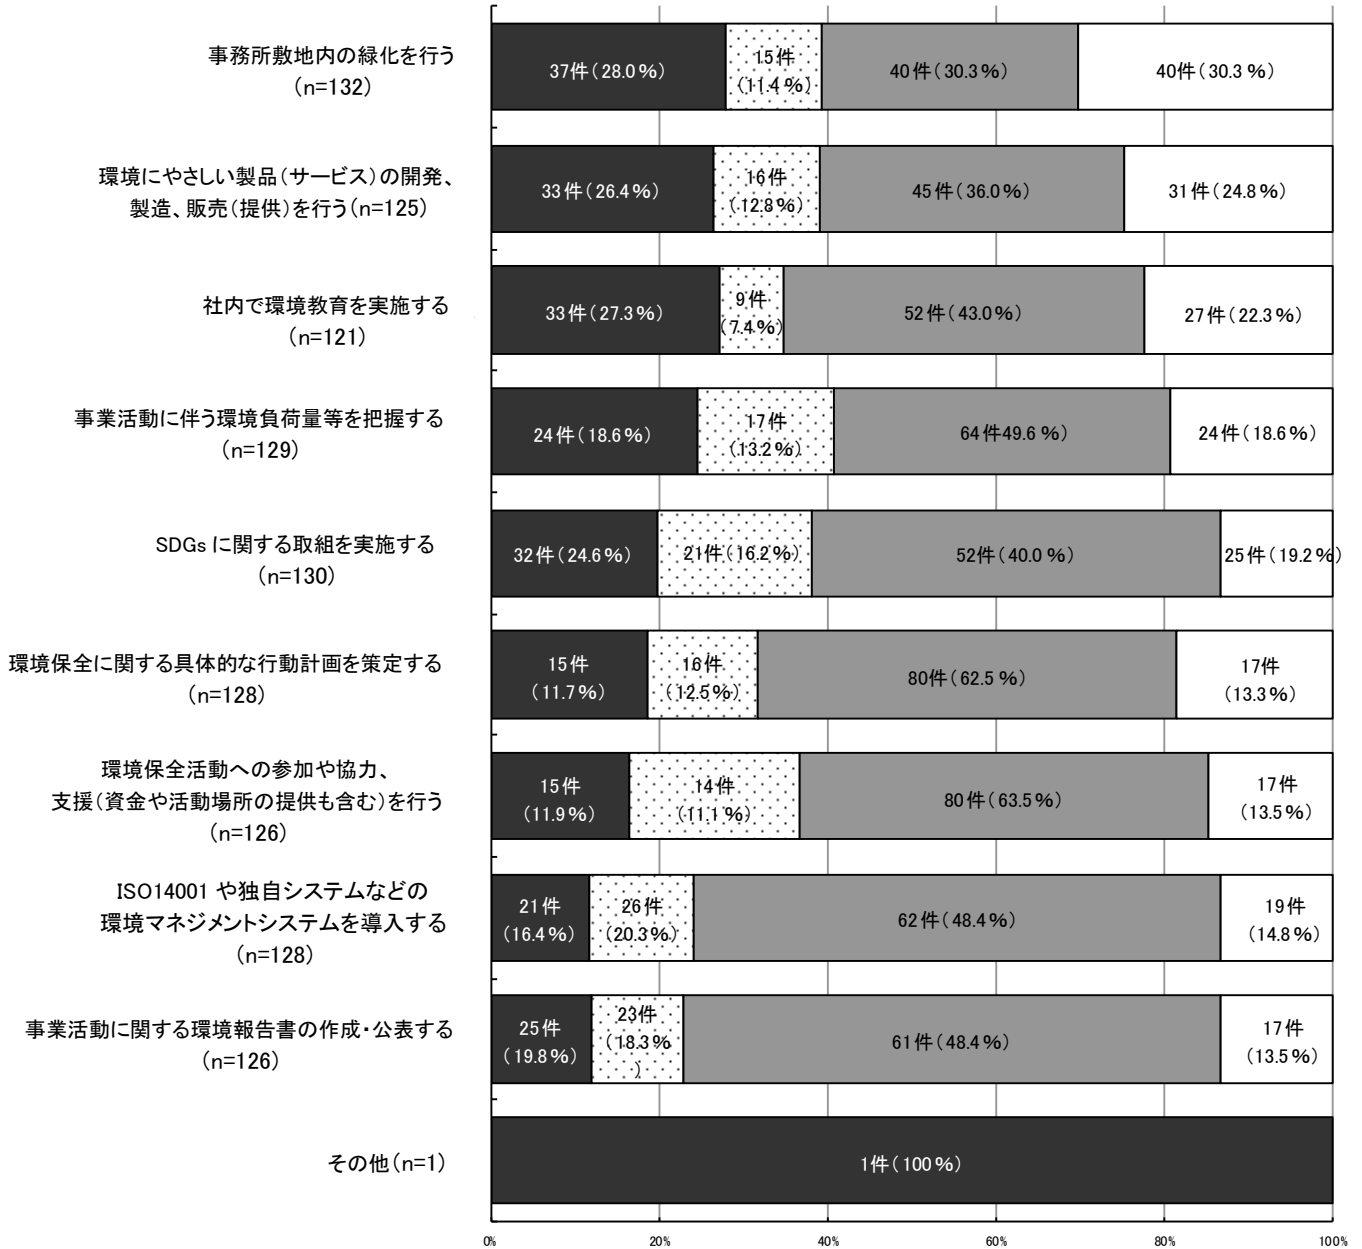 事務所敷地内の緑化を行う
(n=132)
37件(28.0%)
15件
(11.4%)
40件(30.3%)
40件(30.3%)
環境にやさしい製品(サービス)の開発、
製造、販売(提供)を行う(n=125)
33件(26.4%)
16件
(12.8%)
45件(36.0%)
31件(24.8%)
社内で環境教育を実施する
(n=121)
33件(27.3%)
9件
(7.4%)
52件(43.0%)
27件(22.3%)
事業活動に伴う環境負荷量等を把握する
(n=129)
24件(18.6%)
17件
(13.2%)
64件49.6%)
24件(18.6%)
SDGsに関する取組を実施する
(n=130)
32件(24.6%)
21件(16.2%)
52件(40.0%)
25件(19.2%)
環境保全に関する具体的な行動計画を策定する
(n=128)
15件
(11.7%)
16件
(12.5%)
80件(62.5%)
17件
(13.3%)
環境保全活動への参加や協力、
支援(資金や活動場所の提供も含む)を行う
(n=126)
15件
(11.9%)
14件
(11.1%)
80件(63.5%)
17件
(13.5%)
ISO14001や独自システムなどの
環境マネジメントシステムを導入する
(n=128)
21件
(16.4%)
26件
(20.3%)
62件(48.4%)
19件
(14.8%)
事業活動に関する環境報告書の作成・公表する
(n=126)
25件
(19.8%)
23件
(18.3%
)
61件(48.4%)
17件
(13.5%)
その他(n=1)
1件(100%)
0% 20% 40% 60% 80% 100%